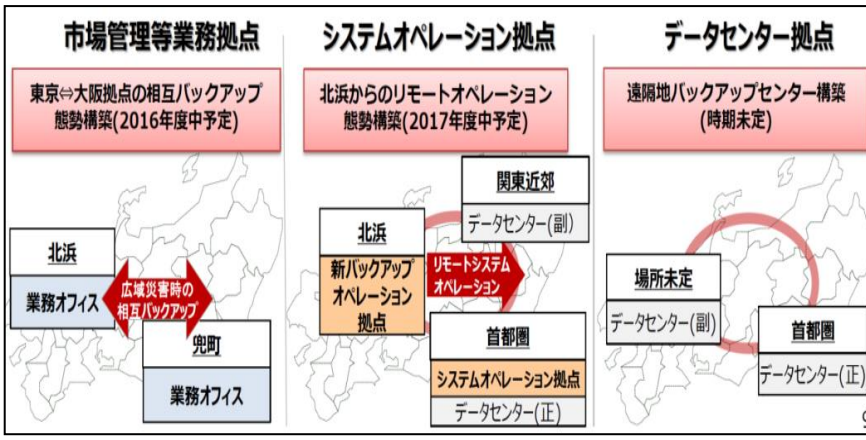 市場管理等業務拠点
東京⇔大阪拠点の相互バックアップ
態勢構築(2016年度中予定)
北浜
業務オフィス
広域災害時の
相互バックアップ
兜町
業務オフィス
システムオペレーション拠点
北浜からのリモートオペレーション
態勢構築(2017年度中予定)
関東近郊
データセンター(副)
北浜
新バックアップ
オペレーション
拠点
リモートシステム
オペレーション
首都圏
システムオペレーション拠点
データセンター(正)
データセンター拠点
遠隔地バックアップセンター構築
(時期未定)
場所未定
データセンター(副)
首都圏
データセンター(正)